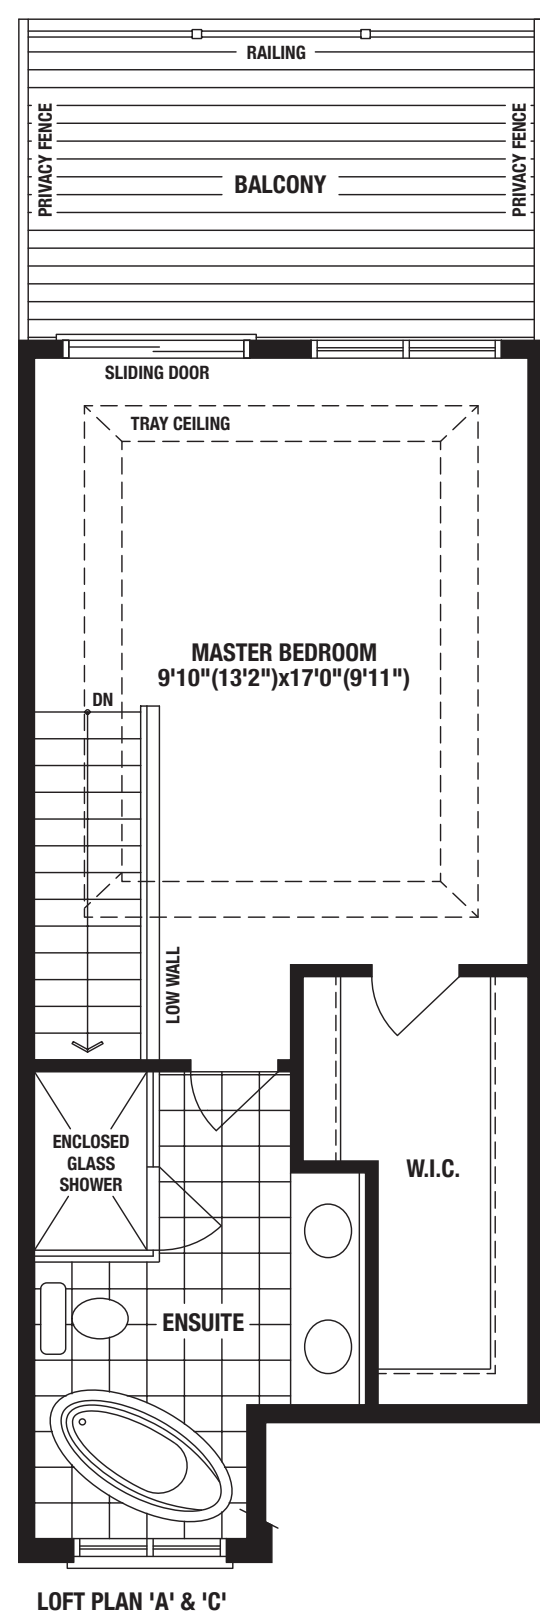 RAILING
PRIVACY FENCE
PRIVACY FENCE
BALCONY
SLIDING DOOR
TRAY CEILING
MASTER BEDROOM
9'10"(13'2")x17'0"(9'11")
DN
LOW WALL
ENCLOSED
GLASS
SHOWER
W.I.C.
ENSUITE
LOFT PLAN 'A' & 'C'